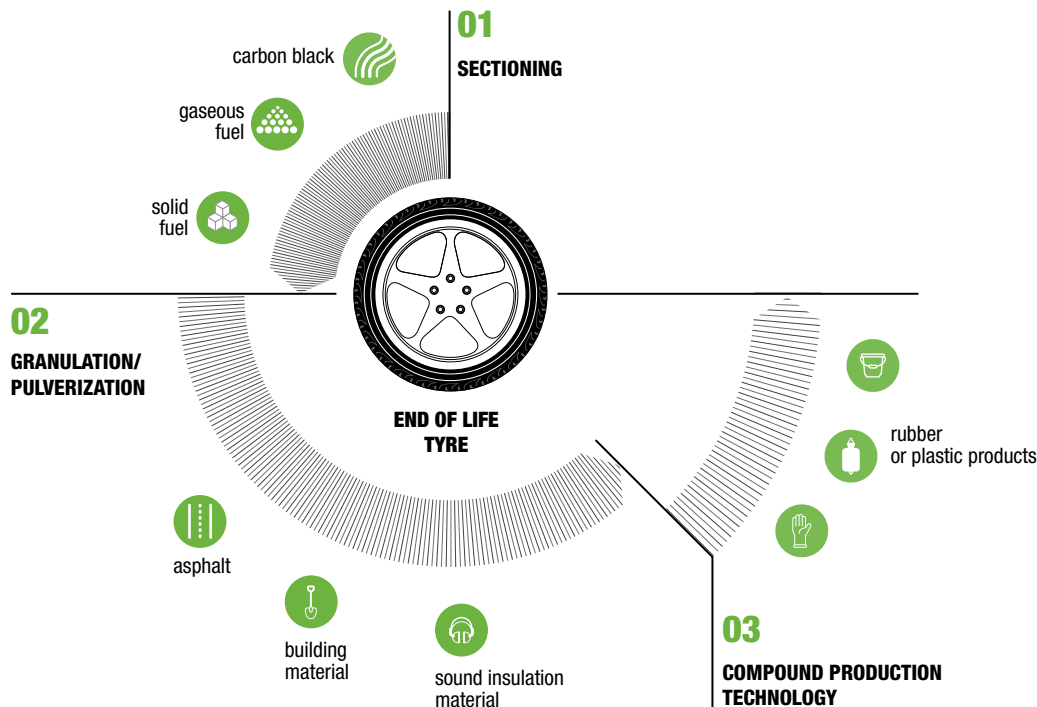 01
SECTIONING
carbon black
gaseous
fuel
solid
fuel
02
GRANULATION/
PULVERIZATION
END OF LIFE
TYRE
asphalt
building
material
sound insulation
material
rubber
or plastic products
03
COMPOUND PRODUCTION
TECHNOLOGY